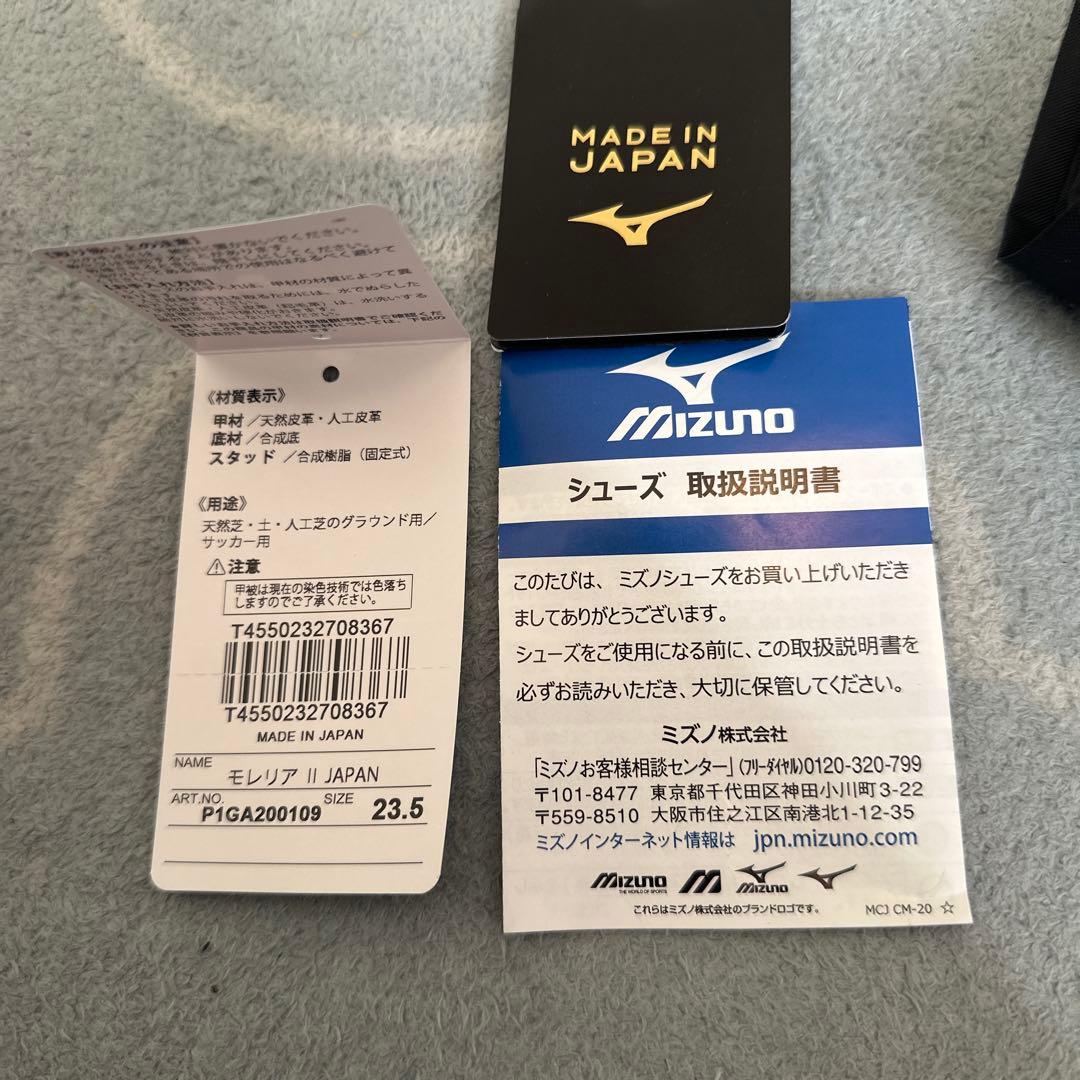 MADE IN
JAPAN
《材質表示》
甲材/天然皮革・人工皮革
底材/合成底
スタッド/合成樹脂(固定式)
《用途》
天然芝・土・人工芝のグラウンド用/
サッカー用
⚠注意
甲被は現在の染色技術では色落ち
しますのでご了承ください。
T4550232708367
T4550232708367
MADE IN JAPAN
NAME
モレリア II JAPAN
ART.NO. SIZE
P1GA200109 23.5
MIZUNO
シューズ 取扱説明書
このたびは、ミズノシューズをお買い上げいただき
ましてありがとうございます。
シューズをご使用になる前に、この取扱説明書を
必ずお読みいただき、大切に保管してください。
ミズノ株式会社
「ミズノお客様相談センター」(フリーダイヤル)0120-320-799
〒101-8477 東京都千代田区神田小川町3-22
〒559-8510 大阪市住之江区南港北1-12-35
ミズノインターネット情報は jpn.mizuno.com
MIZUNO
THE WORLD OF SPORTS
MIZUNO
これらはミズノ株式会社のブランドロゴです。
MCJ CM-20 ☆